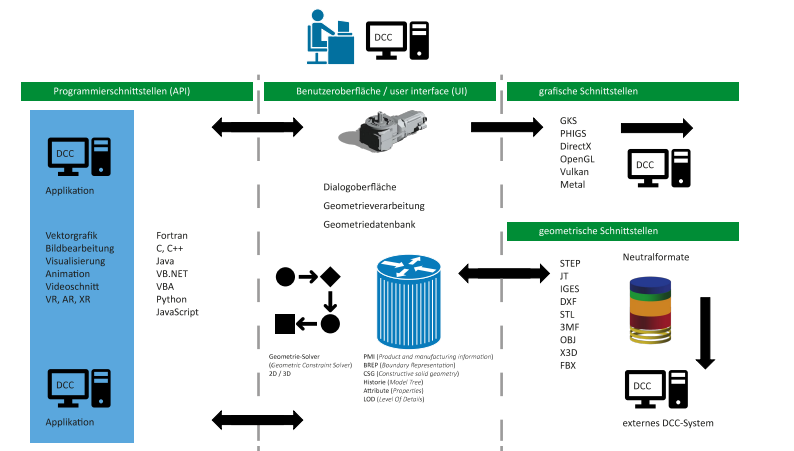 DCC
Programmierschnittstellen (API)
Benutzeroberfläche / user interface (UI)
grafische Schnittstellen
DCC
Applikation
Vektorgrafik
Bildbearbeitung
Visualisierung
Animation
Videoschnitt
VR, AR, XR
Fortran
C, C++
Java
VB.NET
VBA
Python
JavaScript
DCC
Applikation
Dialogoberfläche
Geometrieverarbeitung
Geometriedatenbank
Geometrie-Solver
(Geometric Constraint Solver)
2D / 3D
PMI (Product and manufacturing information)
BREP (Boundary Representation)
CSG (Constructive solid geometry)
Historie (Model Tree)
Attribute (Properties)
LOD (Level Of Details)
GKS
PHIGS
DirectX
OpenGL
Vulkan
Metal
DCC
geometrische Schnittstellen
STEP
JT
IGES
DXF
STL
3MF
OBJ
X3D
FBX
Neutralformate
DCC
externes DCC-System